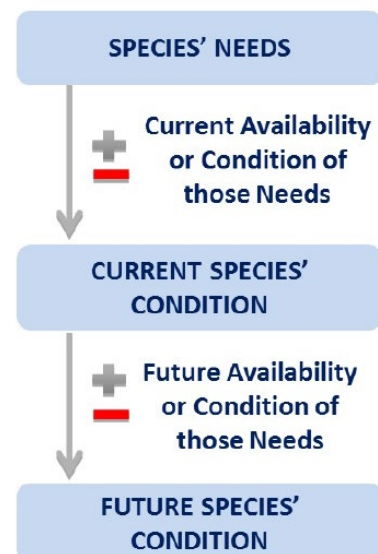 SPECIES' NEEDS
Current Availability
or Condition of
those Needs
CURRENT SPECIES'
CONDITION
Future Availability
or Condition of
those Needs
FUTURE SPECIES'
CONDITION